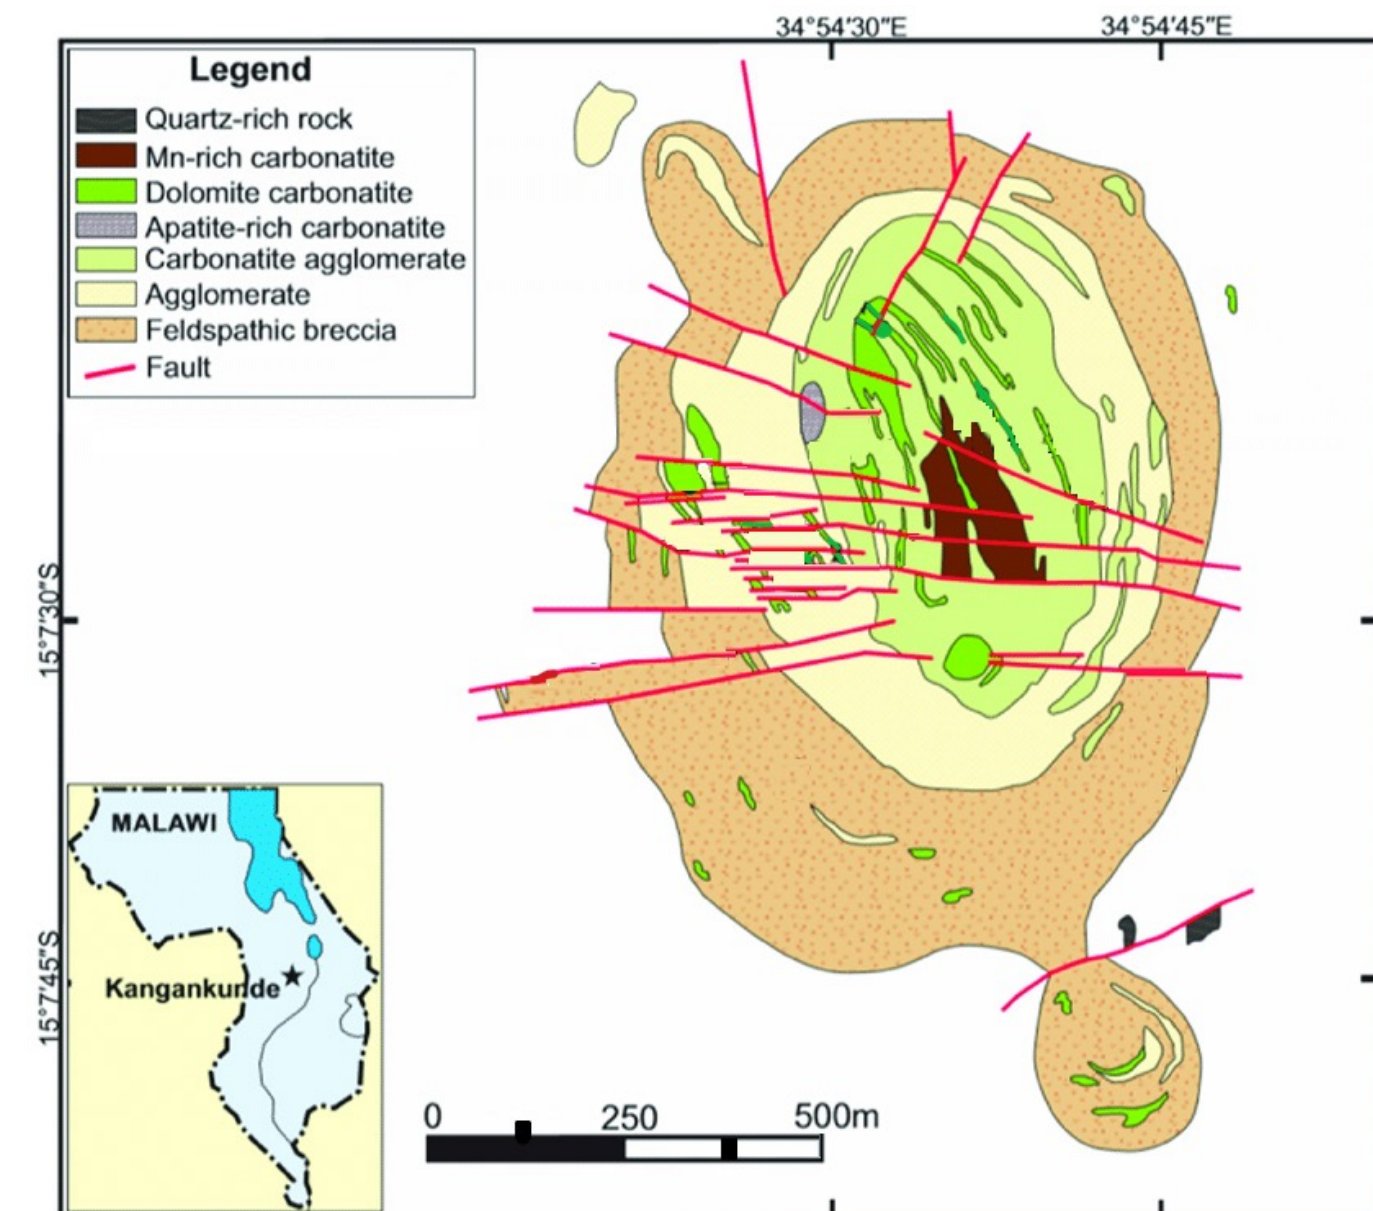 34°54′30″E 34°54′45″E
Legend
Quartz-rich rock
Mn-rich carbonatite
Dolomite carbonatite
Apatite-rich carbonatite
Carbonatite agglomerate
Agglomerate
Feldspathic breccia
Fault
15°7′30″S
15°7′45″S
MALAWI
Kangankunde
0 250 500m